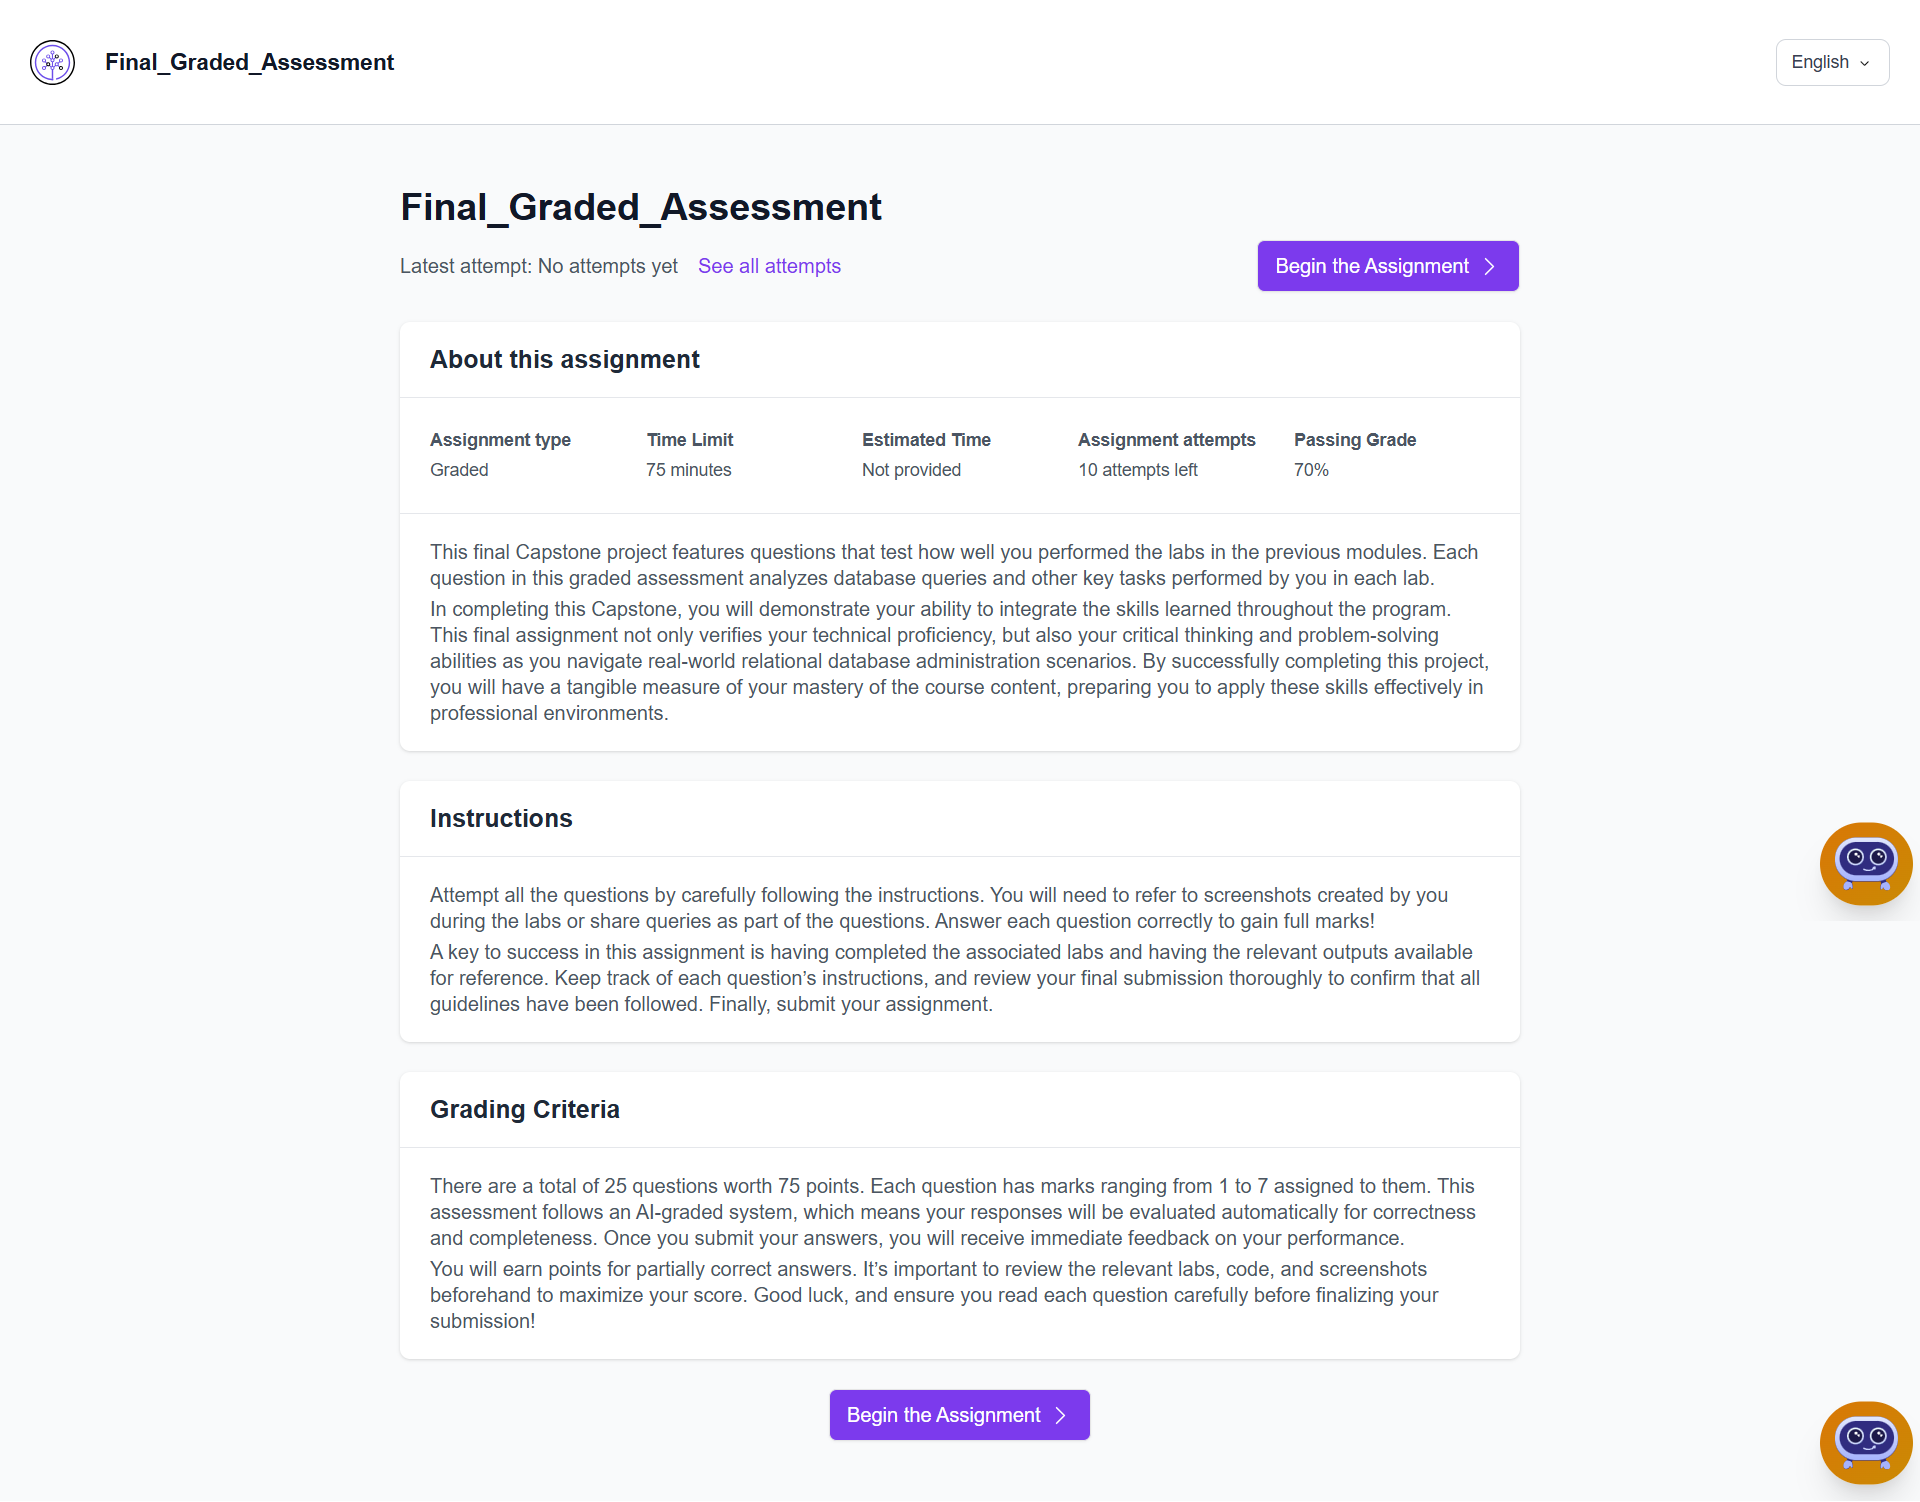 Final_Graded_Assessment
English
Final_Graded_Assessment
Latest attempt: No attempts yet See all attempts
Begin the Assignment
About this assignment
Assignment type Time Limit Estimated Time Assignment attempts Passing Grade
Graded 75 minutes Not provided 10 attempts left 70%
This final Capstone project features questions that test how well you performed the labs in the previous modules. Each
question in this graded assessment analyzes database queries and other key tasks performed by you in each lab.
In completing this Capstone, you will demonstrate your ability to integrate the skills learned throughout the program.
This final assignment not only verifies your technical proficiency, but also your critical thinking and problem-solving
abilities as you navigate real-world relational database administration scenarios. By successfully completing this project,
you will have a tangible measure of your mastery of the course content, preparing you to apply these skills effectively in
professional environments.
Instructions
Attempt all the questions by carefully following the instructions. You will need to refer to screenshots created by you
during the labs or share queries as part of the questions. Answer each question correctly to gain full marks!
A key to success in this assignment is having completed the associated labs and having the relevant outputs available
for reference. Keep track of each question’s instructions, and review your final submission thoroughly to confirm that all
guidelines have been followed. Finally, submit your assignment.
Grading Criteria
There are a total of 25 questions worth 75 points. Each question has marks ranging from 1 to 7 assigned to them. This
assessment follows an AI-graded system, which means your responses will be evaluated automatically for correctness
and completeness. Once you submit your answers, you will receive immediate feedback on your performance.
You will earn points for partially correct answers. It’s important to review the relevant labs, code, and screenshots
beforehand to maximize your score. Good luck, and ensure you read each question carefully before finalizing your
submission!
Begin the Assignment